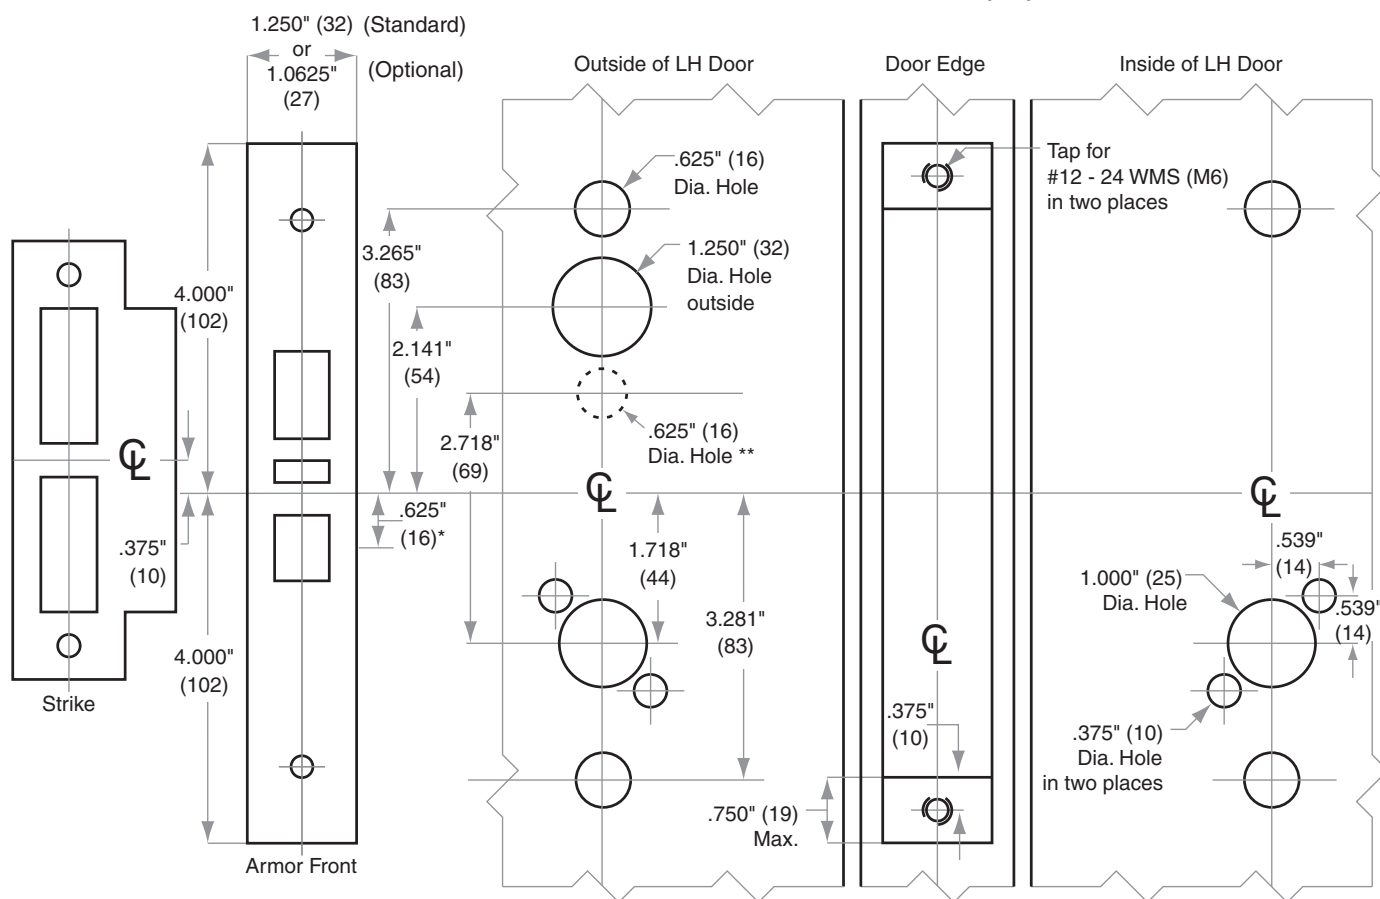 1.250" (32) (Standard)
or
1.0625" (Optional)
(27)
Outside of LH Door
Door Edge
Inside of LH Door
.625" (16)
Dia. Hole
Tap for
#12 - 24 WMS (M6)
in two places
3.265"
(83)
1.250" (32)
Dia. Hole
outside
4.000"
(102)
2.141"
(54)
2.718"
(69)
.625" (16)
Dia. Hole **
℄
℄
℄
.625"
(16)*
.375"
(10)
1.718"
(44)
.539"
(14)
1.000" (25)
Dia. Hole
.539"
(14)
3.281"
(83)
℄
4.000"
(102)
Strike
.375"
(10)
.375" (10)
Dia. Hole
in two places
.750" (19)
Max.
Armor Front